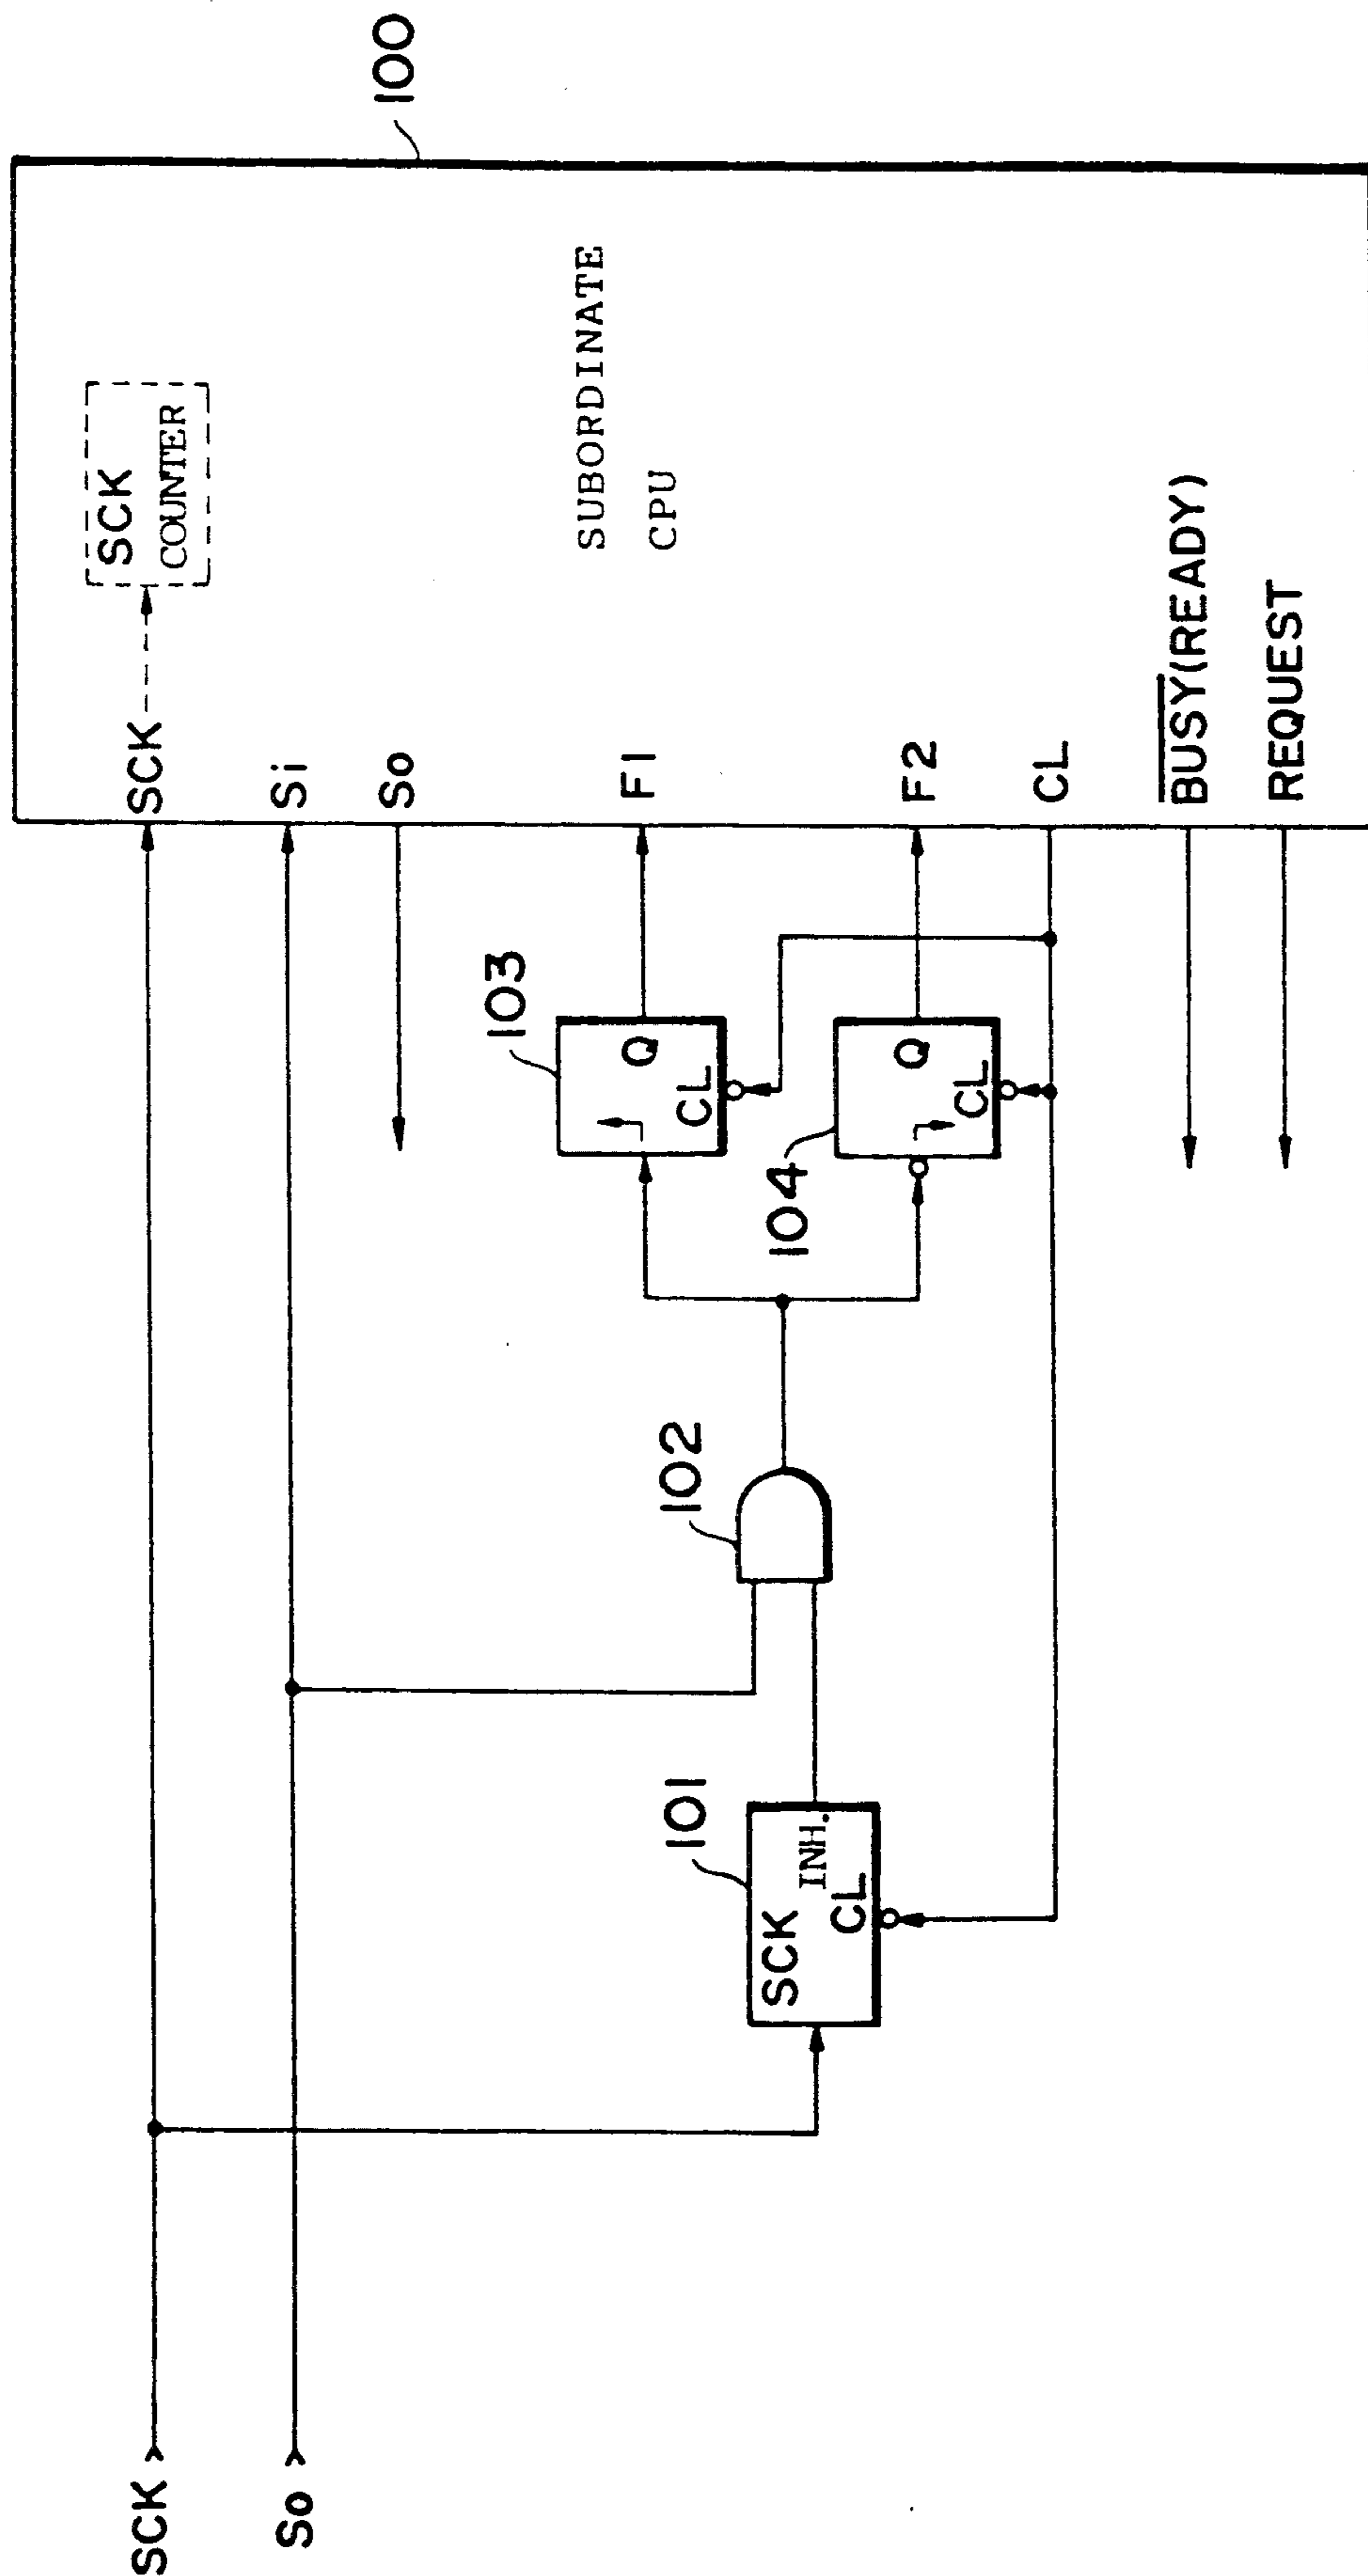 100
SCK
COUNTER
SUBORDINATE
CPU
SCK
Si
So
F1
F2
CL
BUSY(READY)
REQUEST
103
Q
CL
104
Q
CL
102
101
SCK
INH.
CL
SCK
So